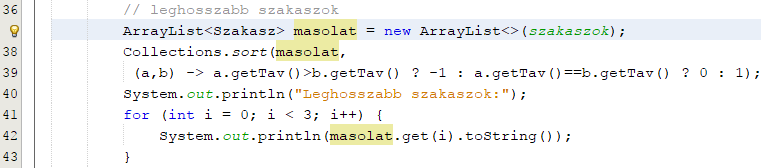 36 // leghosszabb szakaszok
ArrayList<Szakasz> masolat = new ArrayList<>(szakaszok);
38 Collections.sort(masolat,
39 (a,b) -> a.getTav()>b.getTav() ? -1 : a.getTav()==b.getTav() ? 0 : 1);
40 System.out.println("Leghosszabb szakaszok:");
41 for (int i = 0; i < 3; i++) {
42 System.out.println(masolat.get(i).toString());
43 }